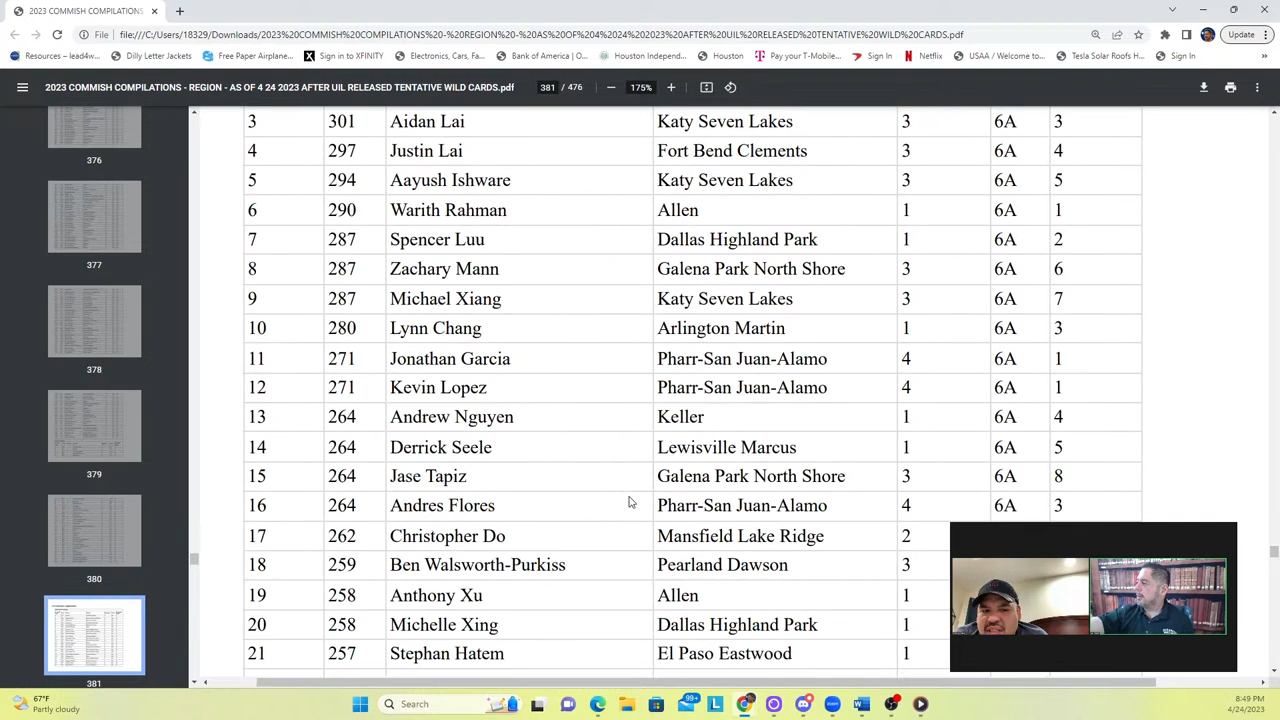 2023 COMMISH COMPILATIONS
File file:///C:/Users/18329/Downloads/2023%20COMMISH%20COMPILATIONS%20-%20REGION%20-%20AS%20OF%204%2024%202023%20AFTER%20UIL%20RELEASED%20TENTATIVE%20WILD%20CARDS.pdf Update
Resources – lead4w... Dilly Letter Jackets Free Paper Airplane... Sign In to XFINITY Electronics, Cars, Fa... Bank of America | O... Houston Independ... Houston Pay your T-Mobile... Sign In Netflix USAA / Welcome to... Tesla Solar Roofs H... Sign In
2023 COMMISH COMPILATIONS - REGION - AS OF 4 24 2023 AFTER UIL RELEASED TENTATIVE WILD CARDS.pdf 381 / 476 175%
376
377
378
379
380
381
3 301 Aidan Lai Katy Seven Lakes 3 6A 3
4 297 Justin Lai Fort Bend Clements 3 6A 4
5 294 Aayush Ishware Katy Seven Lakes 3 6A 5
6 290 Warith Rahman Allen 1 6A 1
7 287 Spencer Luu Dallas Highland Park 1 6A 2
8 287 Zachary Mann Galena Park North Shore 3 6A 6
9 287 Michael Xiang Katy Seven Lakes 3 6A 7
10 280 Lynn Chang Arlington Martin 1 6A 3
11 271 Jonathan Garcia Pharr-San Juan-Alamo 4 6A 1
12 271 Kevin Lopez Pharr-San Juan-Alamo 4 6A 1
13 264 Andrew Nguyen Keller 1 6A 4
14 264 Derrick Seele Lewisville Marcus 1 6A 5
15 264 Jase Tapiz Galena Park North Shore 3 6A 8
16 264 Andres Flores Pharr-San Juan-Alamo 4 6A 3
17 262 Christopher Do Mansfield Lake Ridge 2
18 259 Ben Wadworth-Purkiss Pearland Dawson 3
19 258 Anthony Xu Allen 1
20 258 Michelle Xing Dallas Highland Park 1
21 Stephan Hatem El Paso Eastwood 1
67°F
Partly cloudy
Search
99+
8:49 PM
4/24/2023